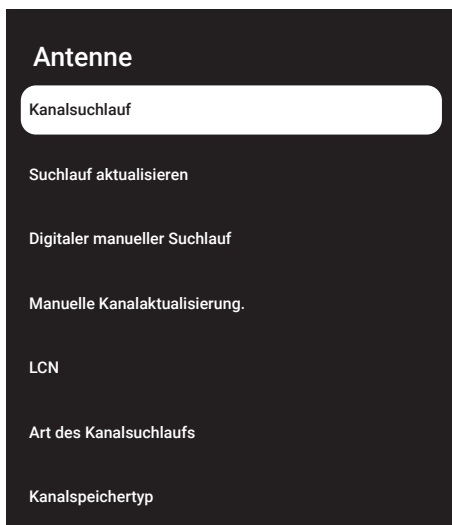 Antenne
Kanalsuchlauf
Suchlauf aktualisieren
Digitaler manueller Suchlauf
Manuelle Kanalaktualisierung.
LCN
Art des Kanalsuchlaufs
Kanalspeichertyp